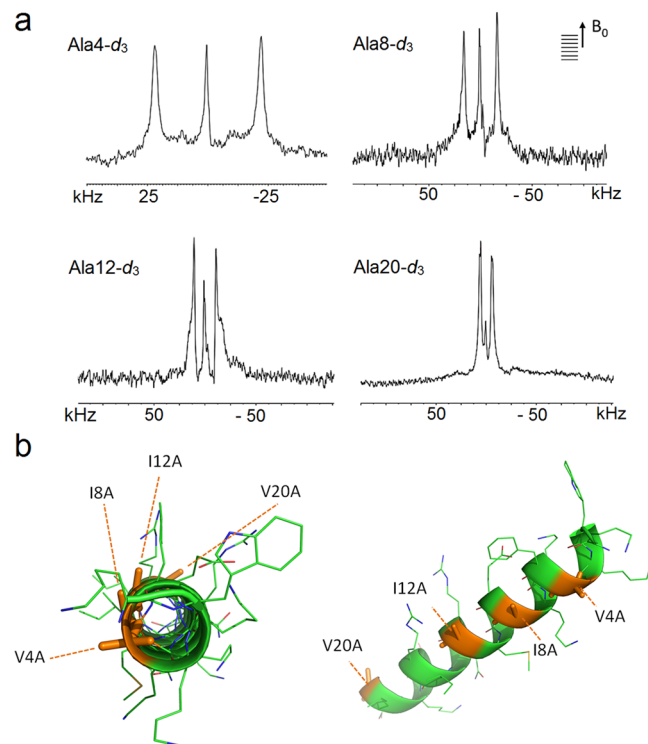 a
Ala4-d3
Ala8-d3
B0
kHz 25 -25
kHz 50 - 50
Ala12-d3
Ala20-d3
kHz 50 - 50
kHz 50 - 50
b
I12A
I8A
V20A
V4A
I12A
V4A
I8A
V20A